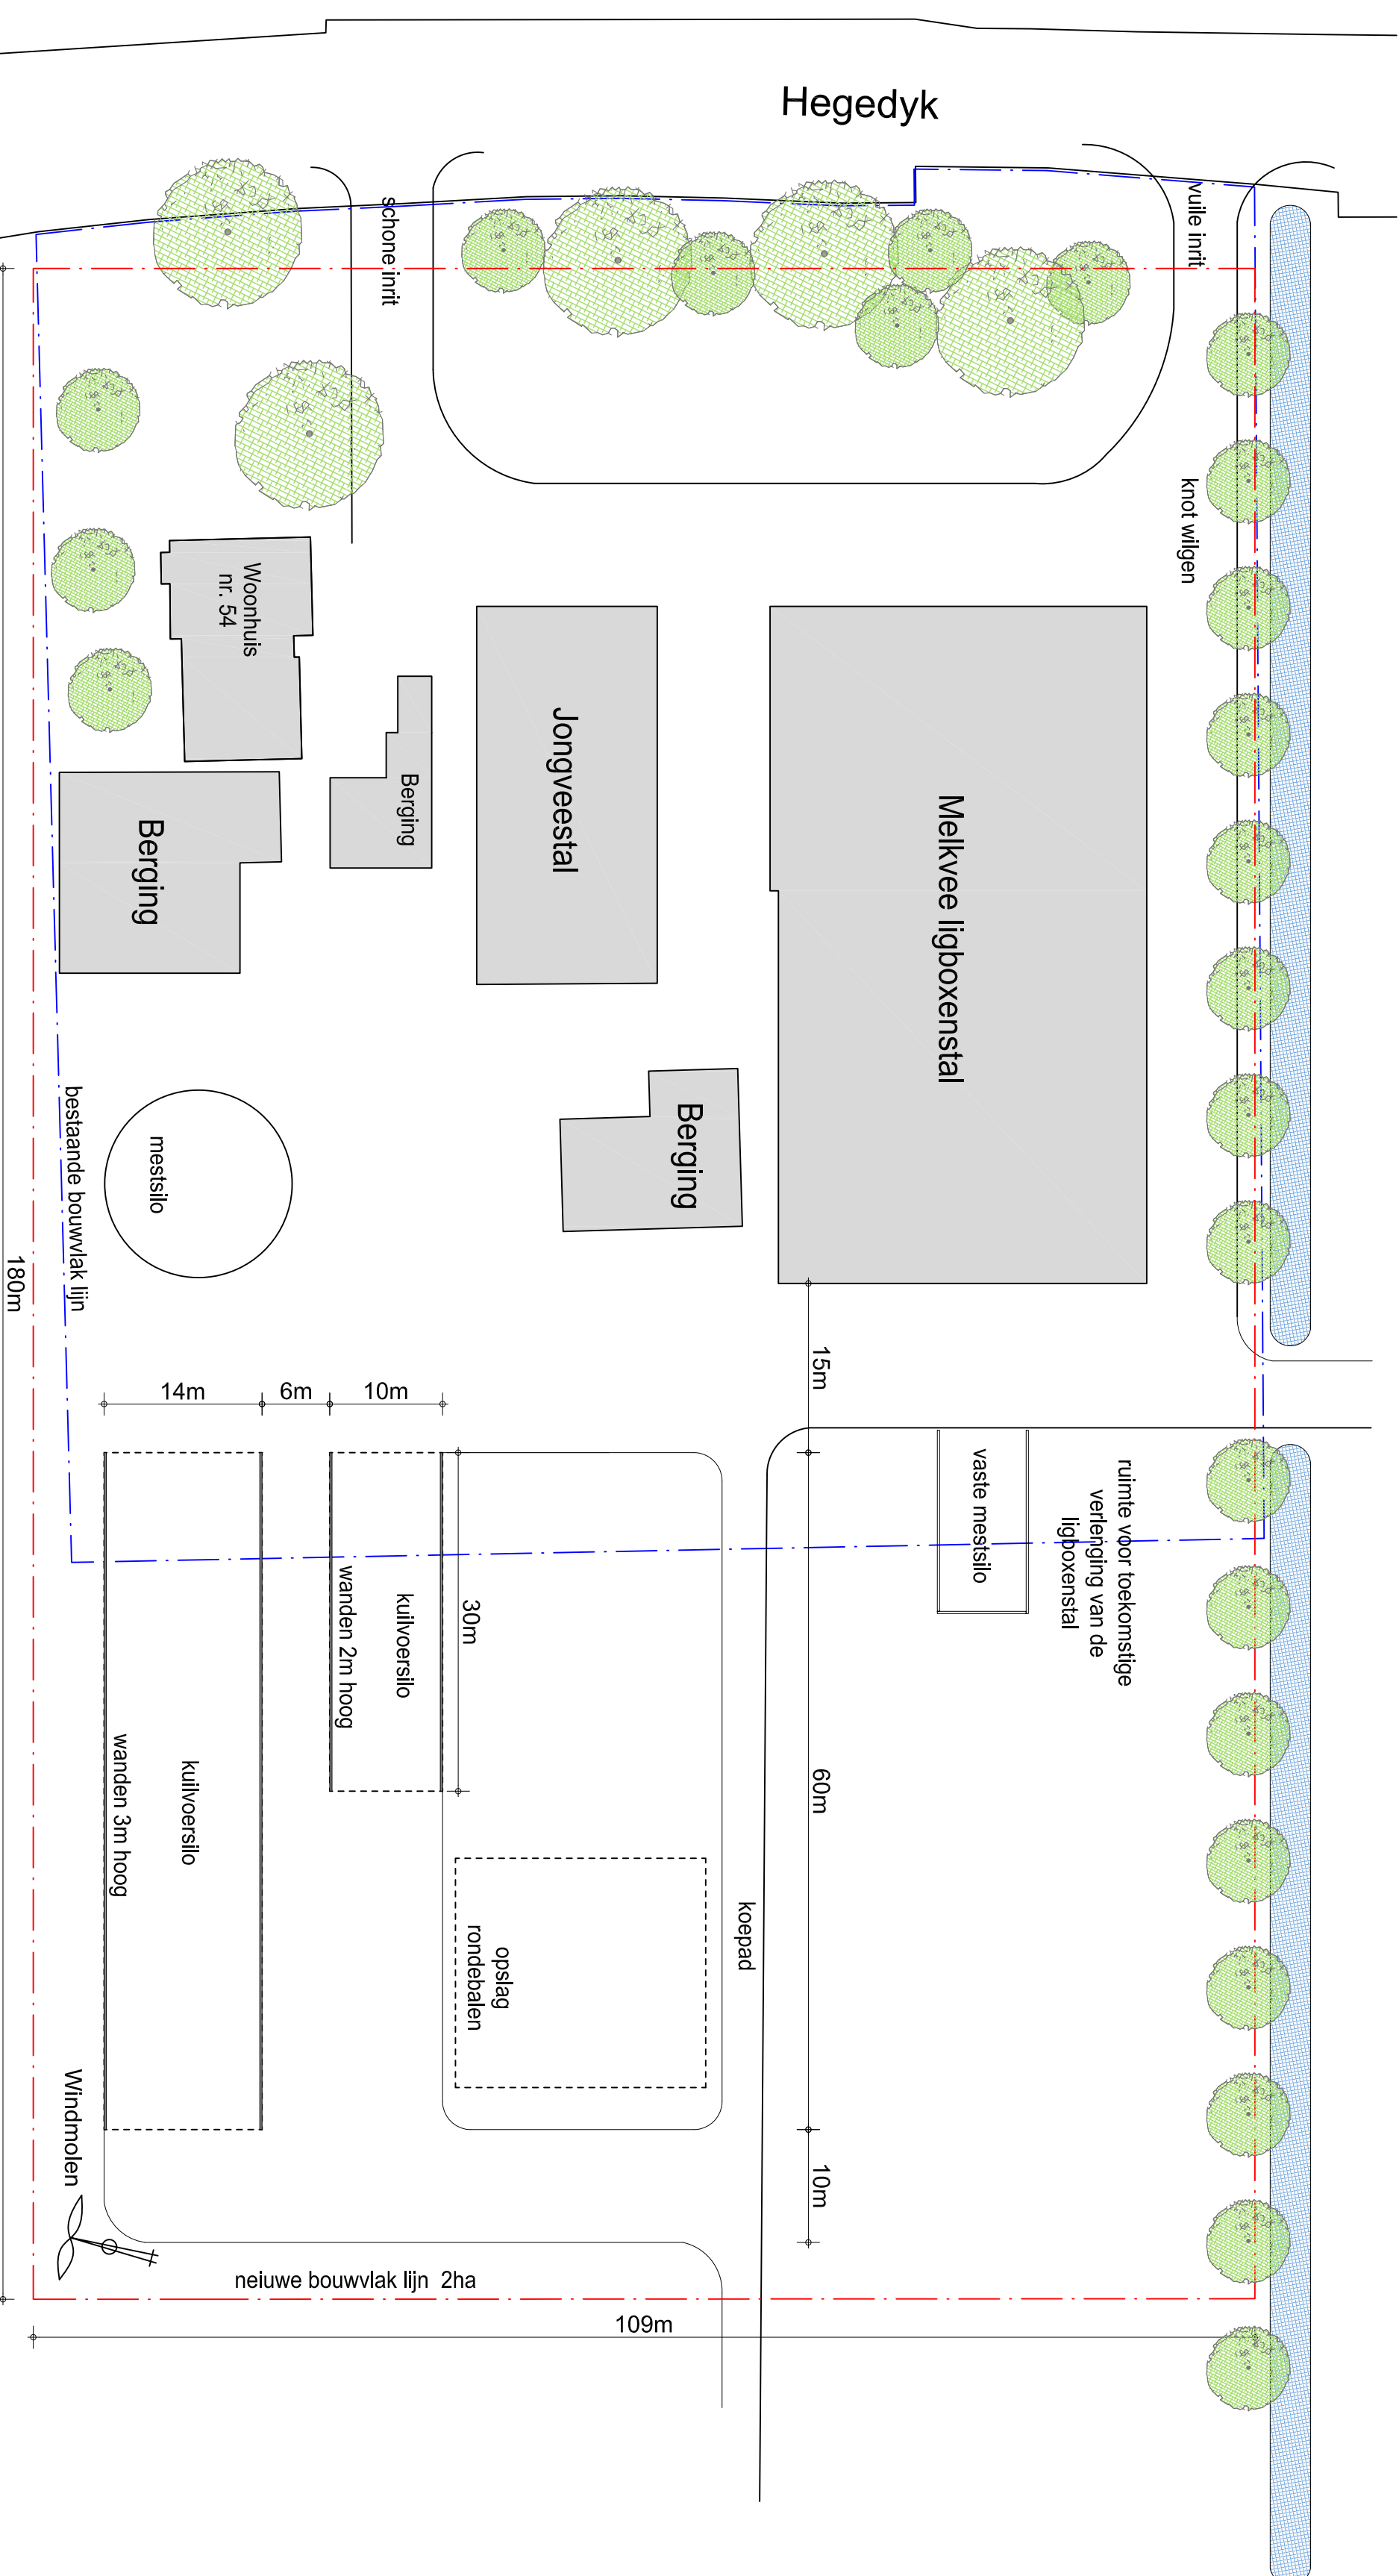 Hegedyk
schone inrit
vuile inrit
knot wilgen
Woonhuis
nr. 54
Berging
Jongveestal
Melkvee ligboxenstal
Berging
Berging
bestaande bouwvlak lijn
mestsilo
180m
15m
14m
6m
10m
vaste mestsilo
ruimte voor toekomstige
verlenging van de
ligboxenstal
30m
kuilvoersilo
wanden 2m hoog
60m
kuilvoersilo
wanden 3m hoog
koepad
opslag
rondebalen
Windmolen
10m
neiuwe bouwvlak lijn 2ha
109m